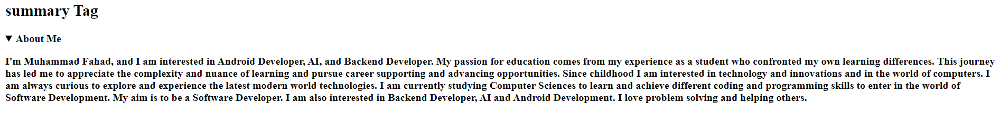 summary Tag
▼ About Me
I'm Muhammad Fahad, and I am interested in Android Developer, AI, and Backend Developer. My passion for education comes from my experience as a student who confronted my own learning differences. This journey
has led me to appreciate the complexity and nuance of learning and pursue career supporting and advancing opportunities. Since childhood I am interested in technology and innovations and in the world of computers. I
am always curious to explore and experience the latest modern world technologies. I am currently studying Computer Sciences to learn and achieve different coding and programming skills to enter in the world of
Software Development. My aim is to be a Software Developer. I am also interested in Backend Developer, AI and Android Development. I love problem solving and helping others.